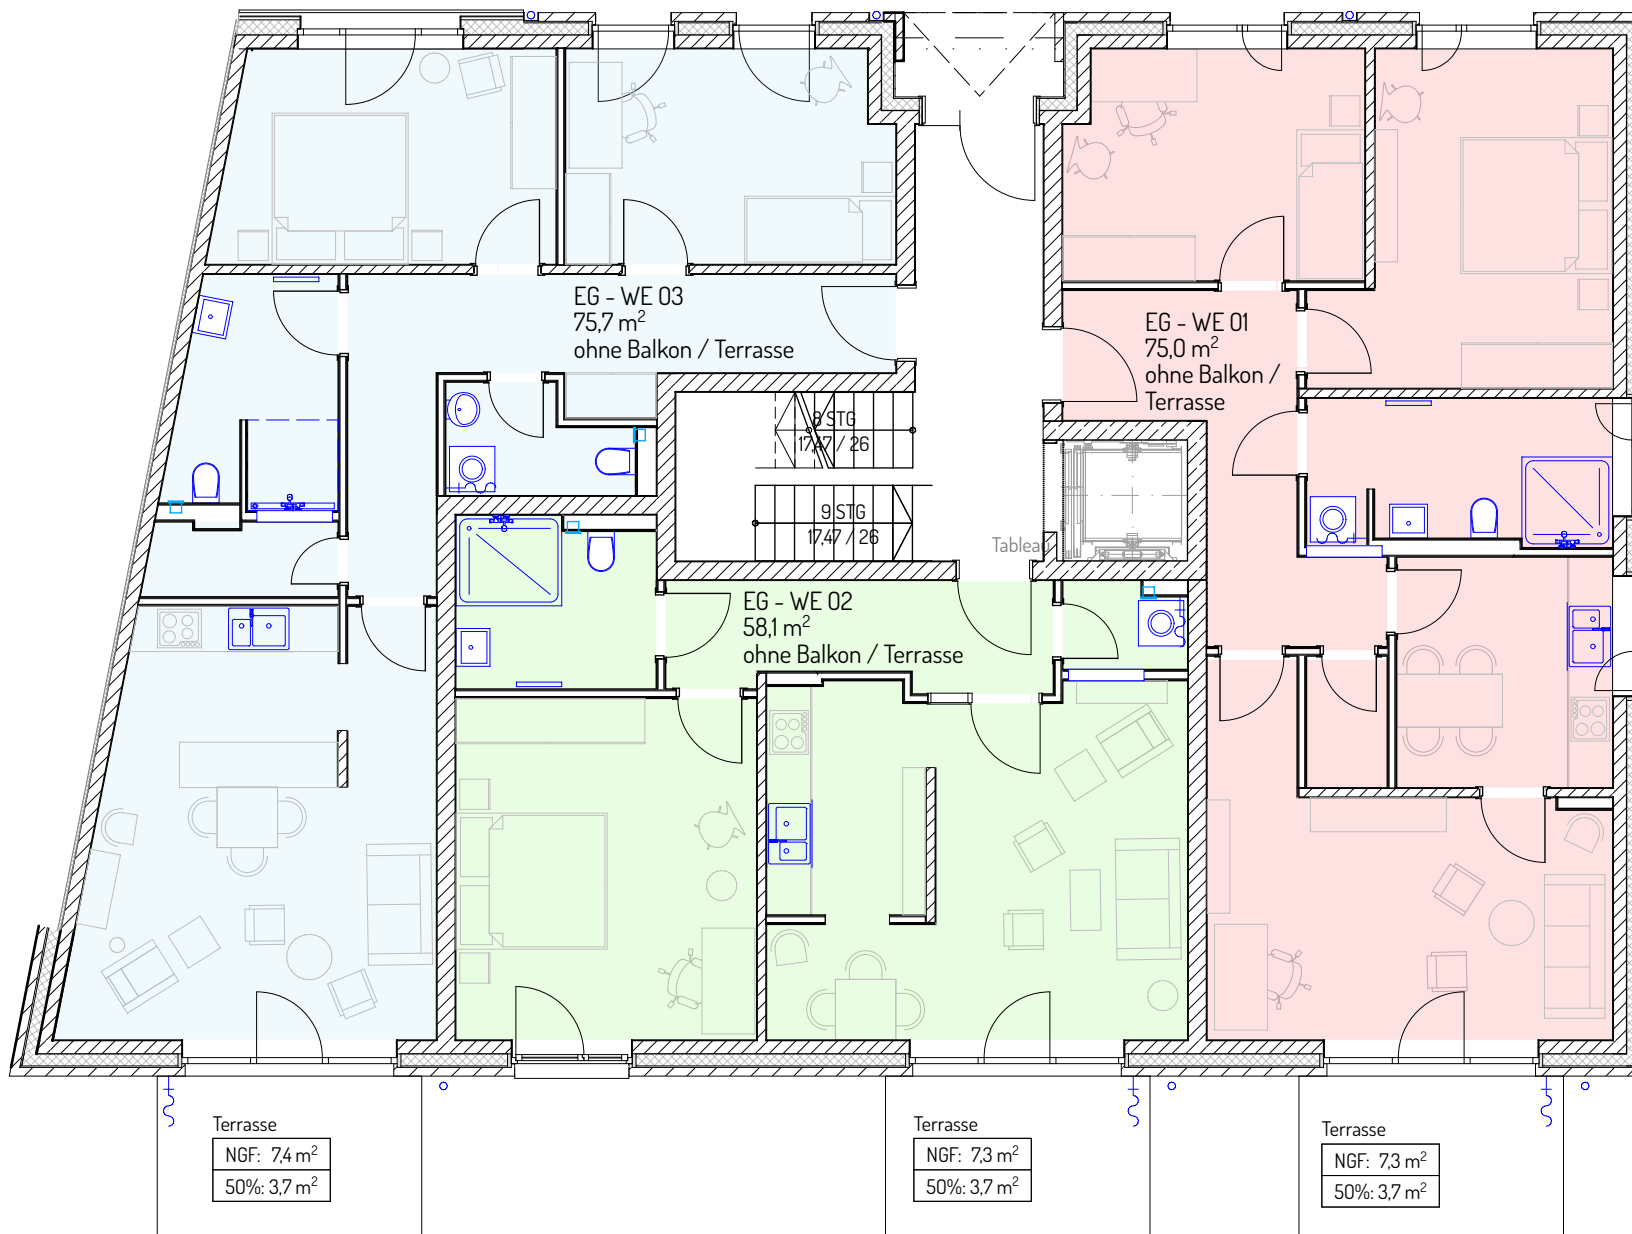 EG - WE 03
75,7 m²
ohne Balkon / Terrasse
EG - WE 01
75,0 m²
ohne Balkon /
Terrasse
8 STG
17,47 / 26
9 STG
17,47 / 26
Tableau
EG - WE 02
58,1 m²
ohne Balkon / Terrasse
Terrasse
NGF: 7,4 m²
50%: 3,7 m²
Terrasse
NGF: 7,3 m²
50%: 3,7 m²
Terrasse
NGF: 7,3 m²
50%: 3,7 m²